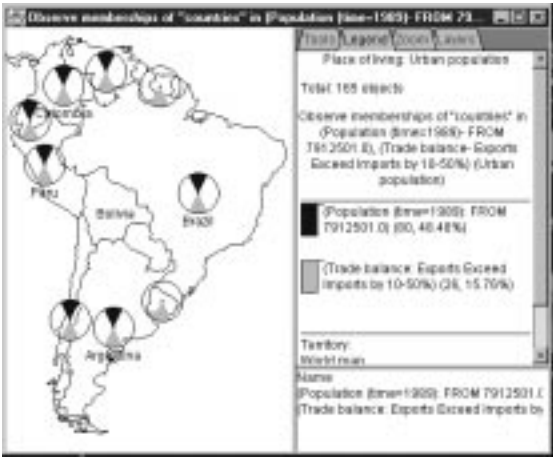 Observe memberships of "countries" in (Population (time=1989)- FROM 79...
Tools Legend Zoom Layers
Place of living: Urban population
Total: 165 objects
Observe memberships of "countries" in
(Population (time=1989)- FROM
7912501.0), (Trade balance- Exports
Exceed Imports by 10-50%) (Urban
population)
(Population (time=1989): FROM
7912501.0) (80, 48.48%)
(Trade balance: Exports Exceed
Imports by 10-50%) (26, 15.76%)
Territory:
World map
Name
(Population (time=1989): FROM 7912501.(
(Trade balance: Exports Exceed Imports by
Colombia
Peru
Bolivia
Brazil
Argentina